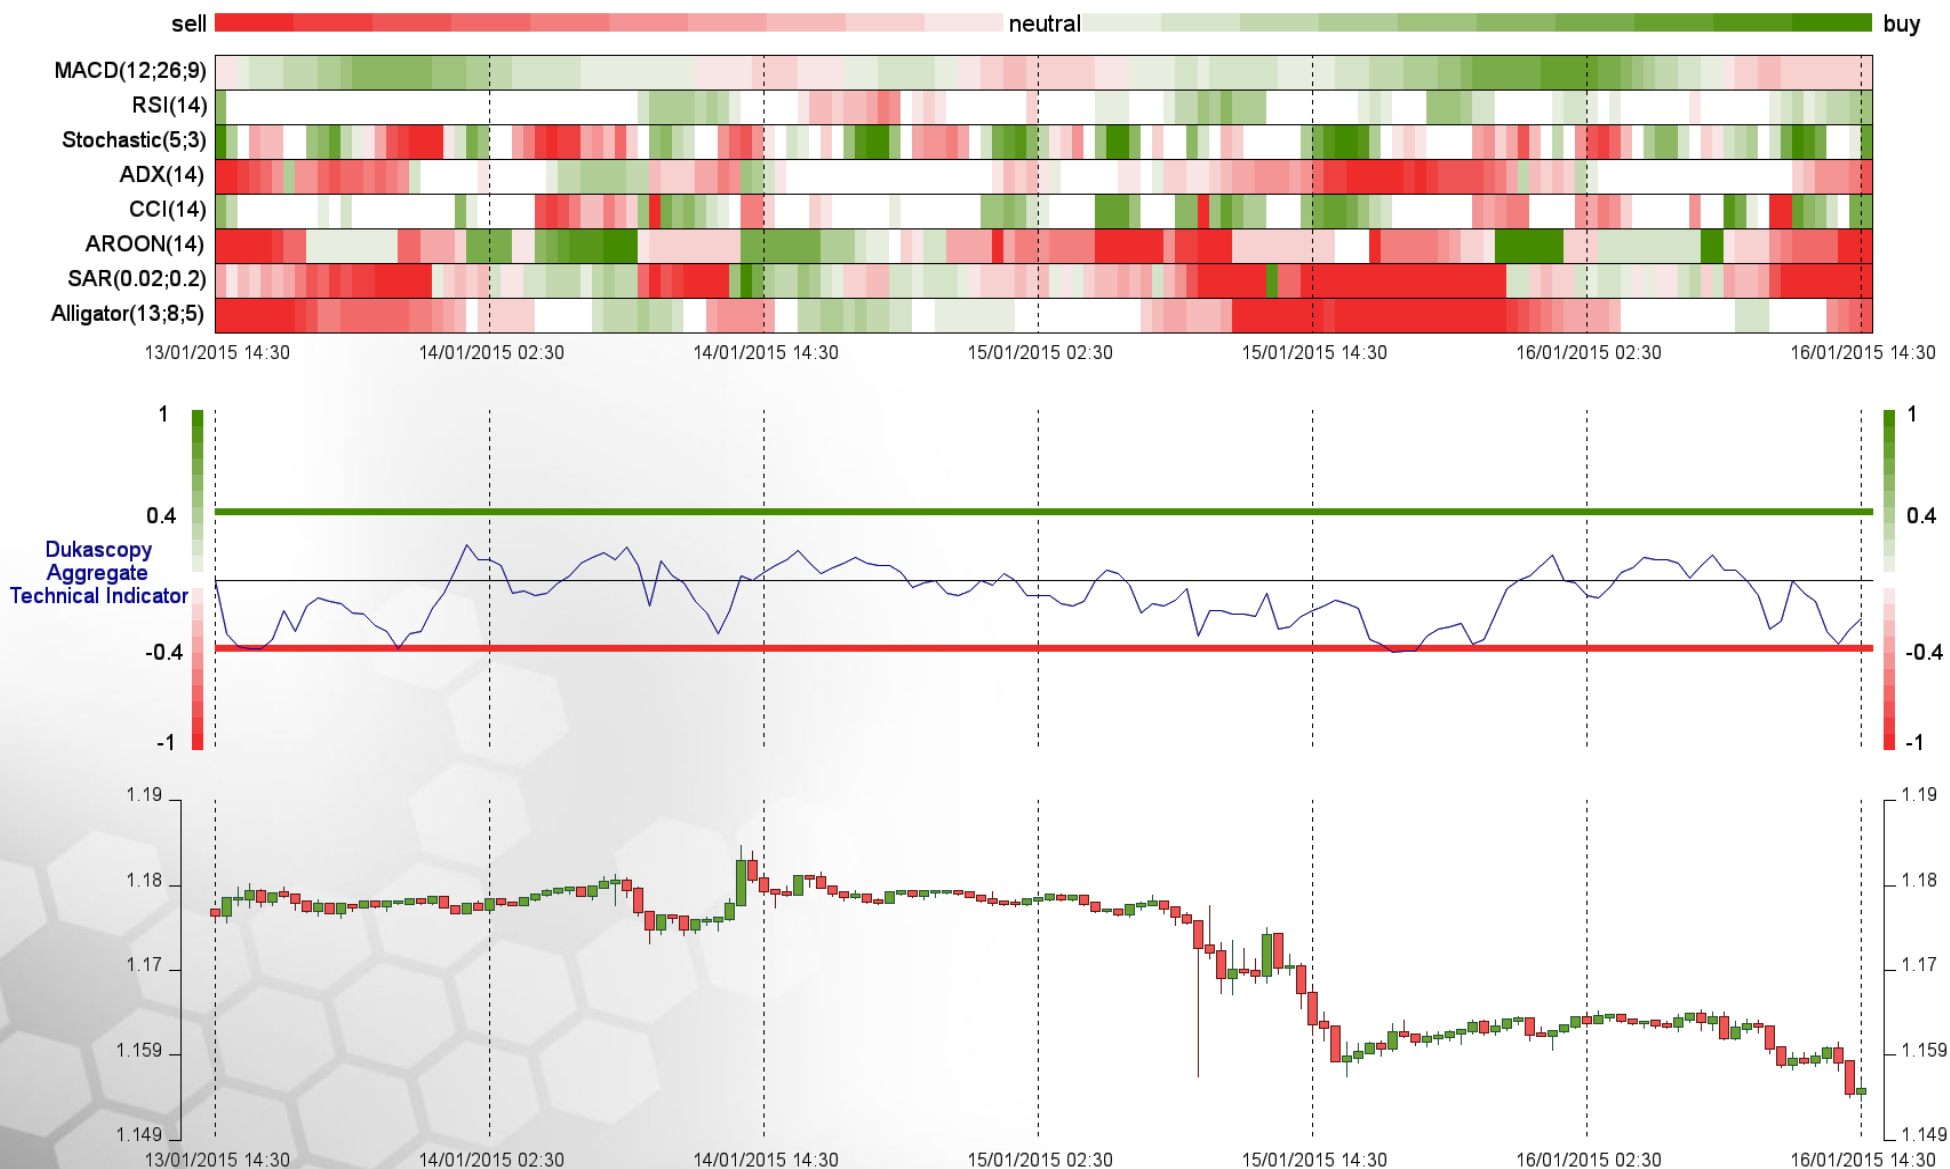 sell neutral buy
MACD(12;26;9)
RSI(14)
Stochastic(5;3)
ADX(14)
CCI(14)
AROON(14)
SAR(0.02;0.2)
Alligator(13;8;5)
13/01/2015 14:30 14/01/2015 02:30 14/01/2015 14:30 15/01/2015 02:30 15/01/2015 14:30 16/01/2015 02:30 16/01/2015 14:30
1 1
0.4 0.4
Dukascopy
Aggregate
Technical Indicator
-0.4 -0.4
-1 -1
1.19 1.19
1.18 1.18
1.17 1.17
1.159 1.159
1.149 1.149
13/01/2015 14:30 14/01/2015 02:30 14/01/2015 14:30 15/01/2015 02:30 15/01/2015 14:30 16/01/2015 02:30 16/01/2015 14:30